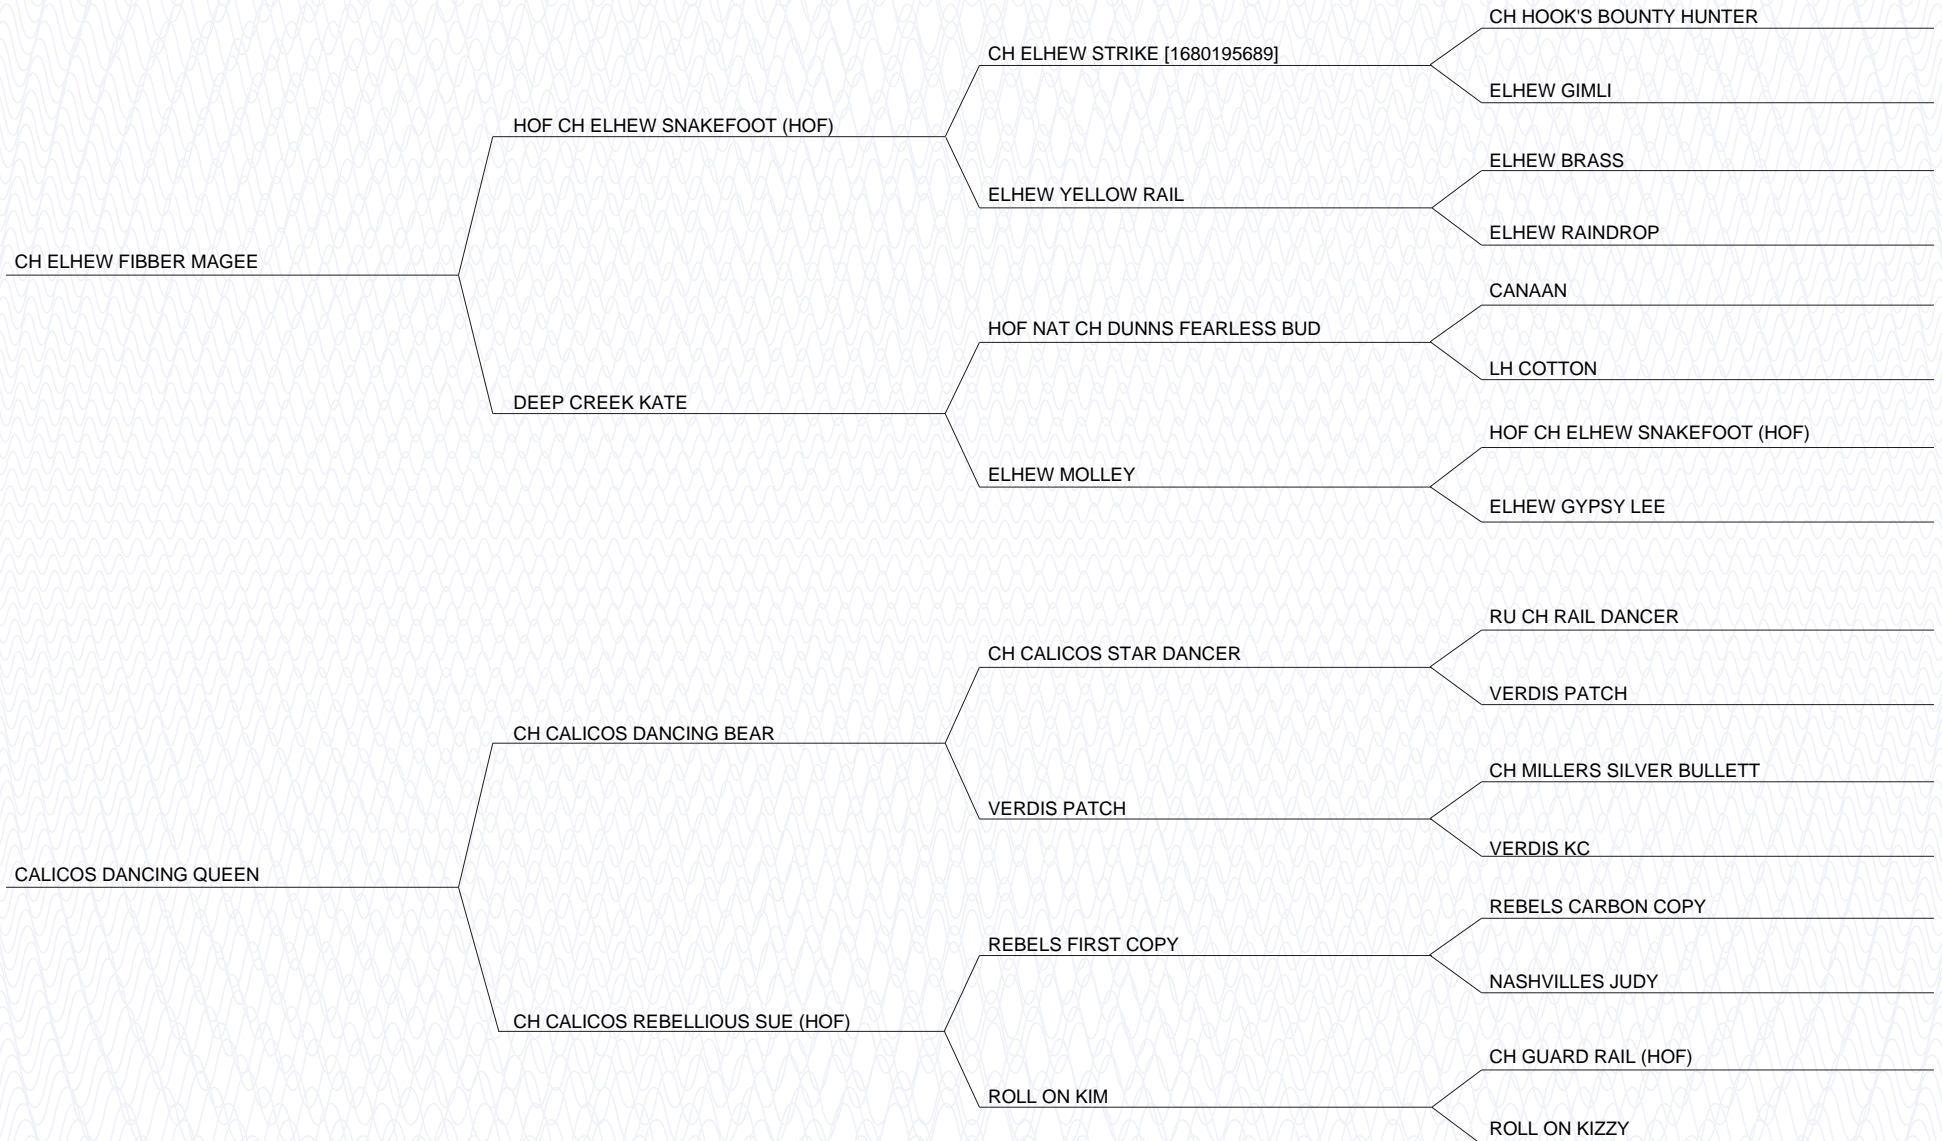 CH HOOK'S BOUNTY HUNTER
CH ELHEW STRIKE [1680195689]
ELHEW GIMLI
HOF CH ELHEW SNAKEFOOT (HOF)
ELHEW BRASS
ELHEW YELLOW RAIL
ELHEW RAINDROP
CH ELHEW FIBBER MAGEE
CANAAN
HOF NAT CH DUNNS FEARLESS BUD
LH COTTON
DEEP CREEK KATE
HOF CH ELHEW SNAKEFOOT (HOF)
ELHEW MOLLEY
ELHEW GYPSY LEE
RU CH RAIL DANCER
CH CALICOS STAR DANCER
VERDIS PATCH
CH CALICOS DANCING BEAR
CH MILLERS SILVER BULLETT
VERDIS PATCH
VERDIS KC
CALICOS DANCING QUEEN
REBELS CARBON COPY
REBELS FIRST COPY
NASHVILLES JUDY
CH CALICOS REBELLIOUS SUE (HOF)
CH GUARD RAIL (HOF)
ROLL ON KIM
ROLL ON KIZZY